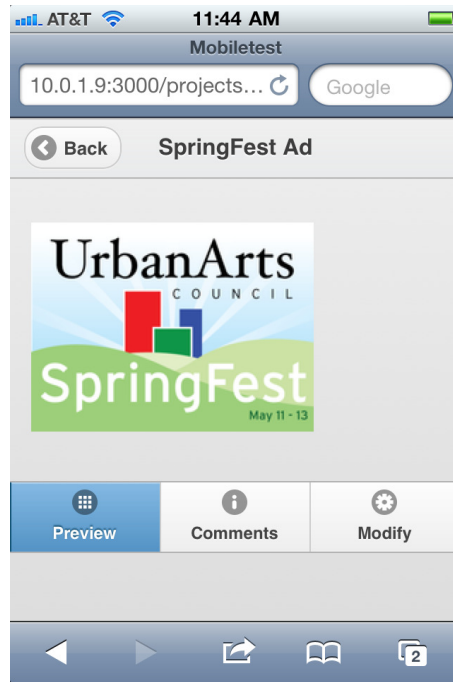 AT&T 11:44 AM
Mobiletest
10.0.1.9:3000/projects... Google
Back SpringFest Ad
UrbanArts
COUNCIL
SpringFest
May 11 - 13
Preview Comments Modify
2